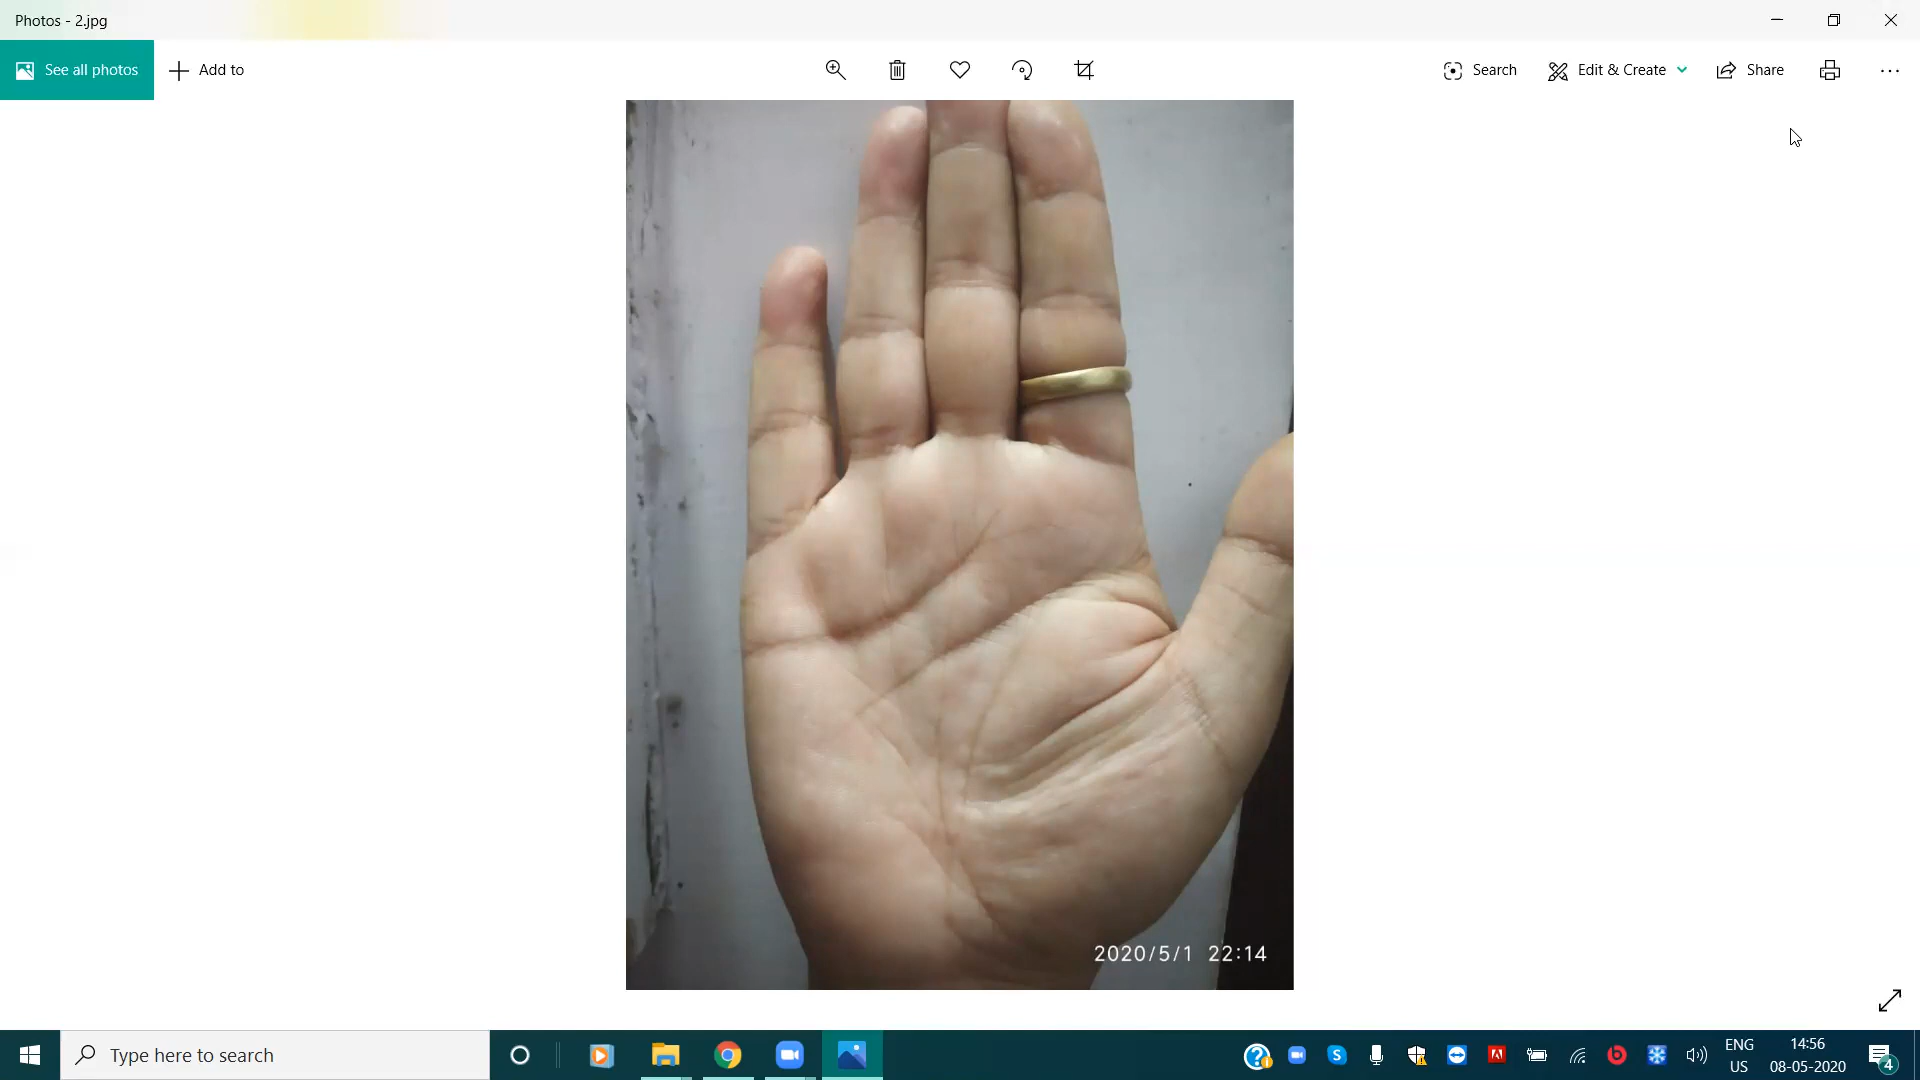 Photos - 2.jpg
See all photos
Add to
Search
Edit & Create
Share
2020/5/1 22:14
Type here to search
ENG
US
14:56
08-05-2020
4